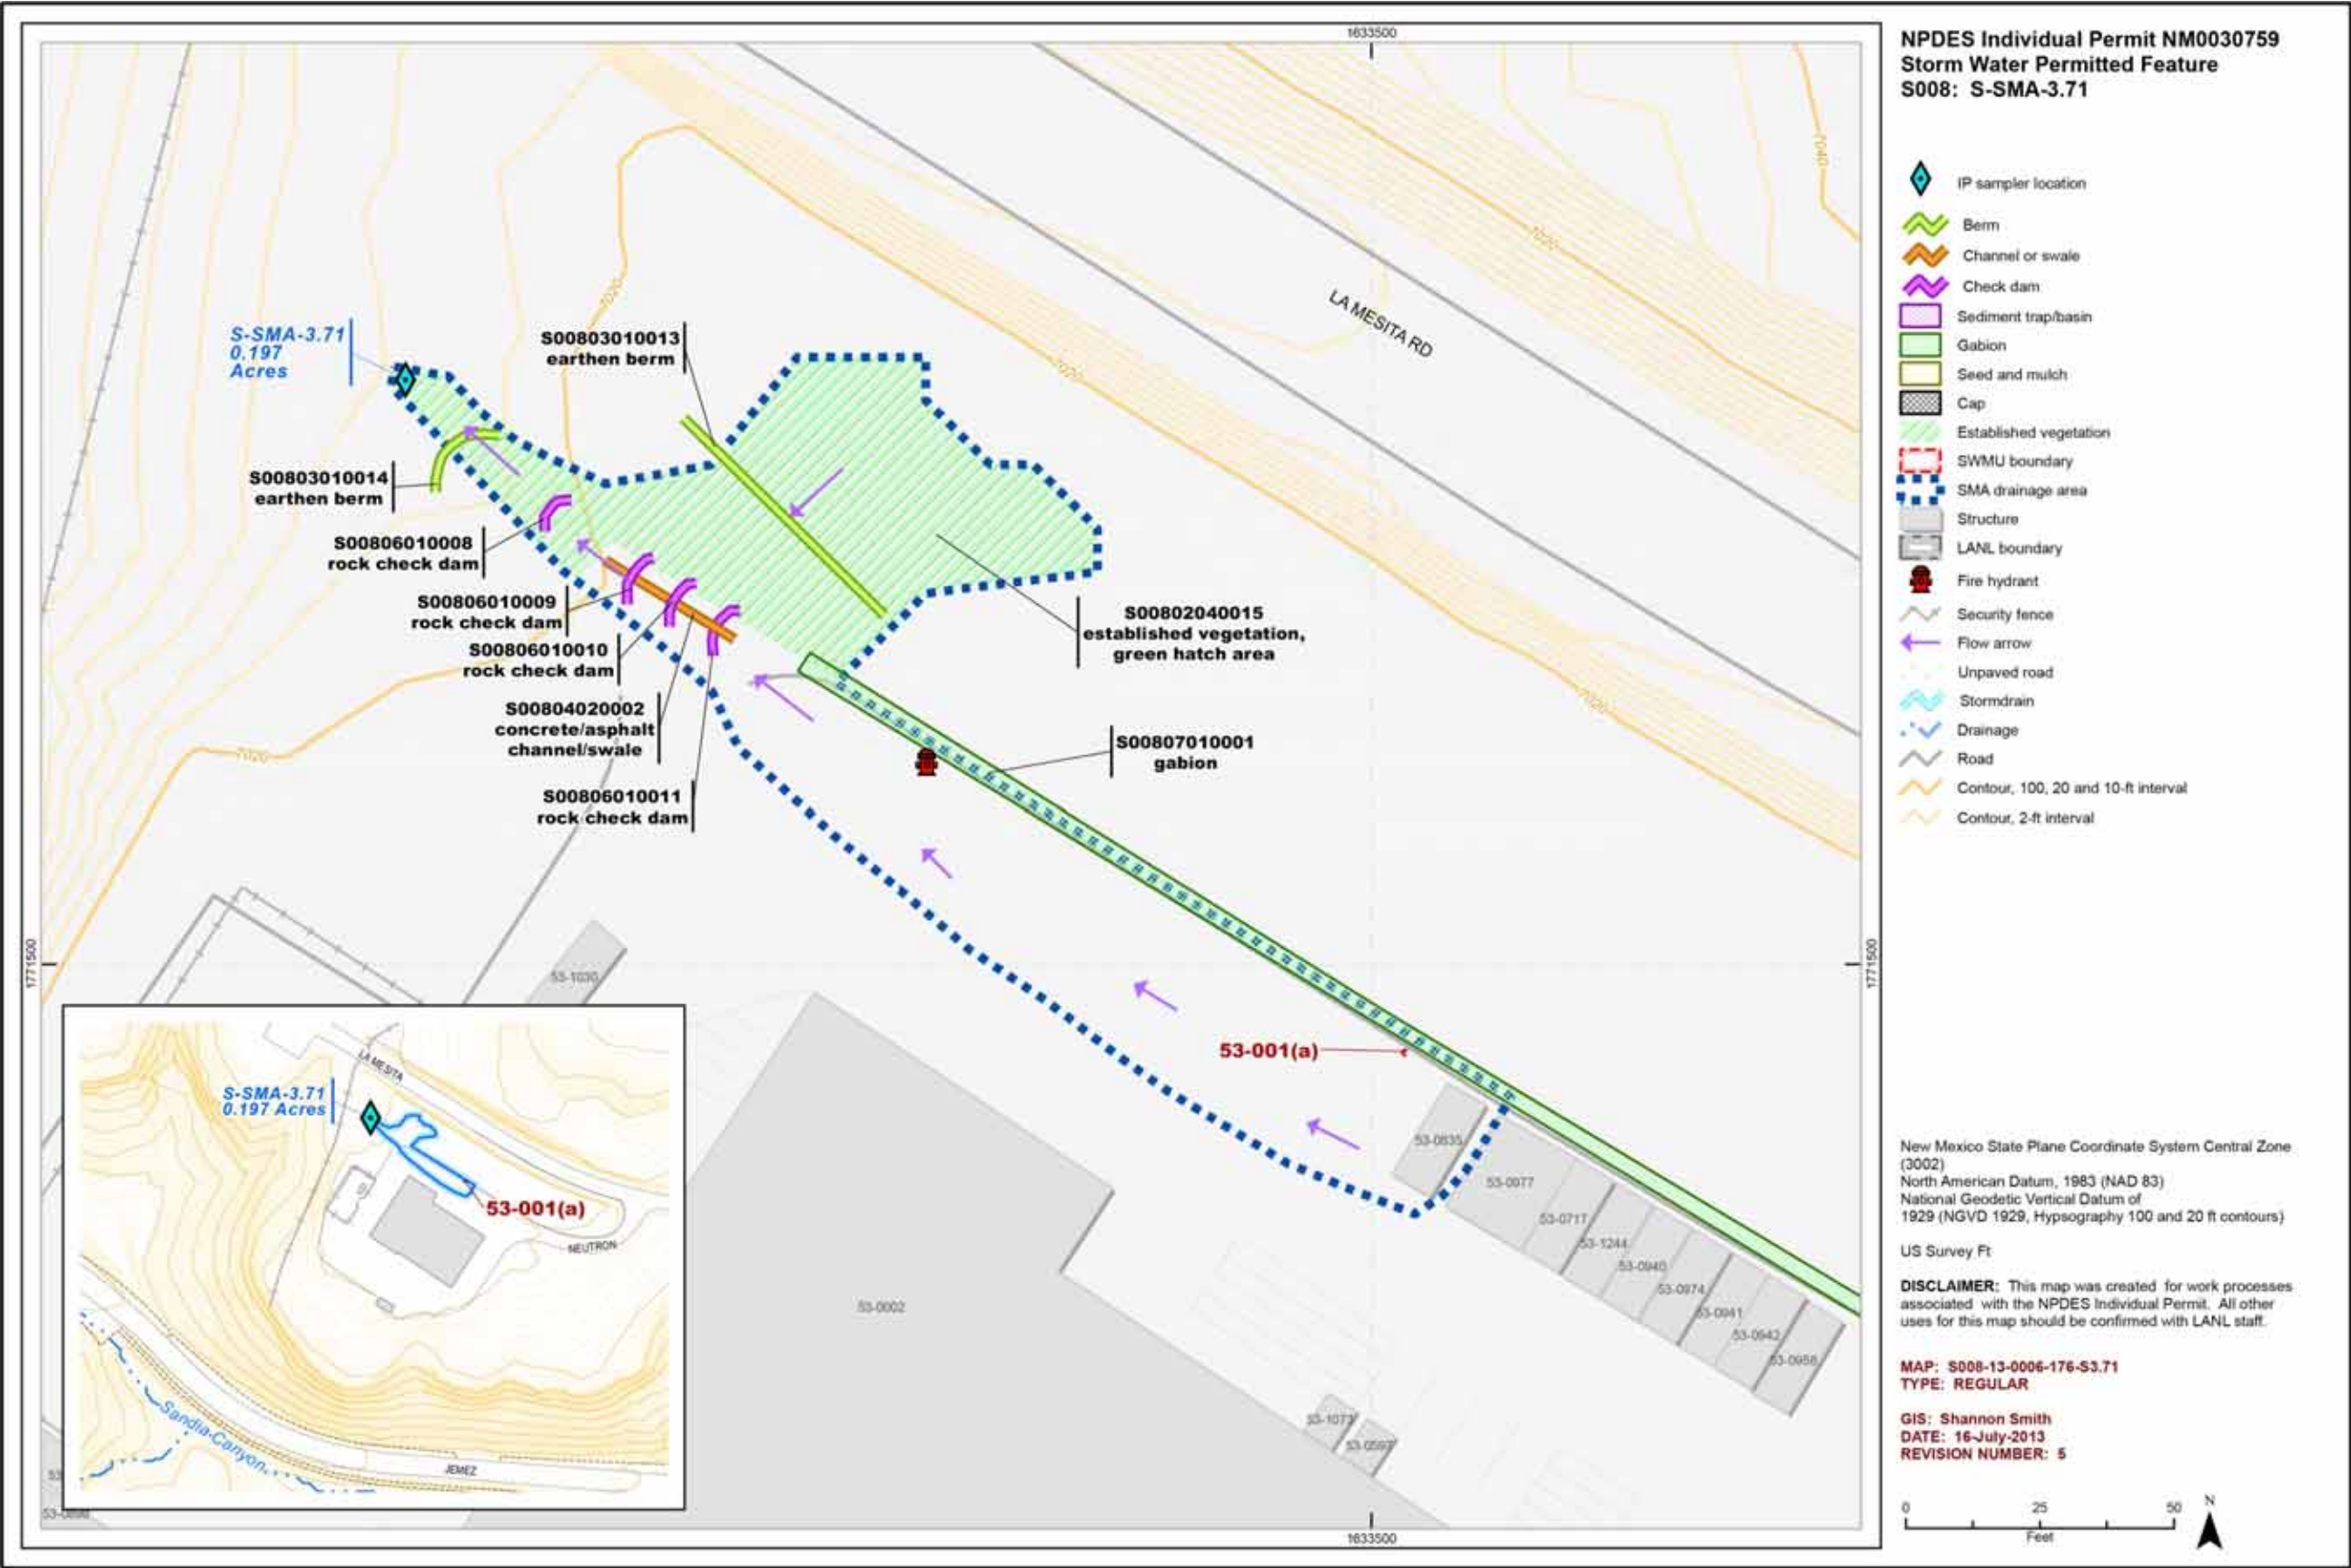 1633500
NPDES Individual Permit NM0030759
Storm Water Permitted Feature
S008: S-SMA-3.71
IP sampler location
Berm
Channel or swale
Check dam
Sediment trap/basin
Gabion
Seed and mulch
Cap
Established vegetation
SWMU boundary
SMA drainage area
Structure
LANL boundary
Fire hydrant
Security fence
Flow arrow
Unpaved road
Stormdrain
Drainage
Road
Contour, 100, 20 and 10-ft interval
Contour, 2-ft interval
7040
7020
7020
7020
7020
7020
LA MESITA RD
S-SMA-3.71
0.197
Acres
S00803010013
earthen berm
S00803010014
earthen berm
S00806010008
rock check dam
S00806010009
rock check dam
S00806010010
rock check dam
S00804020002
concrete/asphalt
channel/swale
S00806010011
rock check dam
S00802040015
established vegetation,
green hatch area
S00807010001
gabion
1771500
1771500
53-1030
53-001(a)
53-0835
53-0977
53-0717
53-1244
53-0940
53-0974
53-0941
53-0942
53-0958
53-0002
53-1073
LA MESITA
S-SMA-3.71
0.197 Acres
53-001(a)
NEUTRON
Sandia Canyon
JEMEZ
1633500
New Mexico State Plane Coordinate System Central Zone
(3002)
North American Datum, 1983 (NAD 83)
National Geodetic Vertical Datum of
1929 (NGVD 1929, Hypsography 100 and 20 ft contours)
US Survey Ft
DISCLAIMER: This map was created for work processes
associated with the NPDES Individual Permit. All other
uses for this map should be confirmed with LANL staff.
MAP: S008-13-0006-176-S3.71
TYPE: REGULAR
GIS: Shannon Smith
DATE: 16-July-2013
REVISION NUMBER: 5
0 25 50
Feet
N